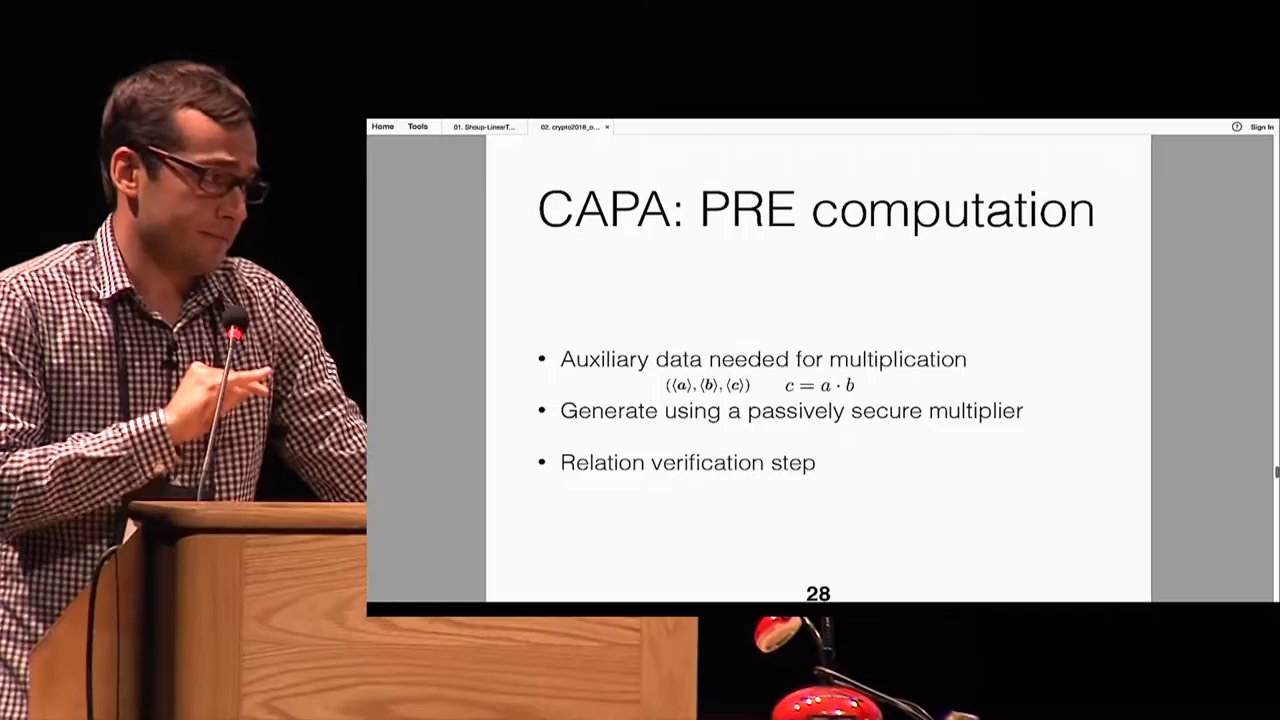 Home Tools 01. Shoup-LinearT... 02. crypto2018_o... × ? Sign In
CAPA: PRE computation
• Auxiliary data needed for multiplication
(⟨a⟩, ⟨b⟩, ⟨c⟩) c = a · b
• Generate using a passively secure multiplier
• Relation verification step
28